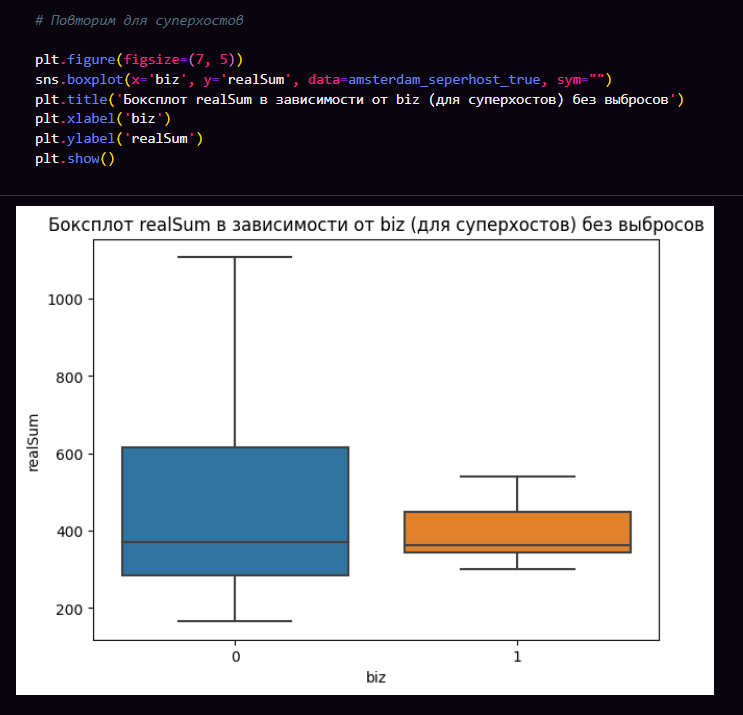 # Повторим для суперхостов
plt.figure(figsize=(7, 5))
sns.boxplot(x='biz', y='realSum', data=amsterdam_seperhost_true, sym="")
plt.title('Боксплот realSum в зависимости от biz (для суперхостов) без выбросов')
plt.xlabel('biz')
plt.ylabel('realSum')
plt.show()
Боксплот realSum в зависимости от biz (для суперхостов) без выбросов
1000
800
600
400
200
realSum
0 1
biz